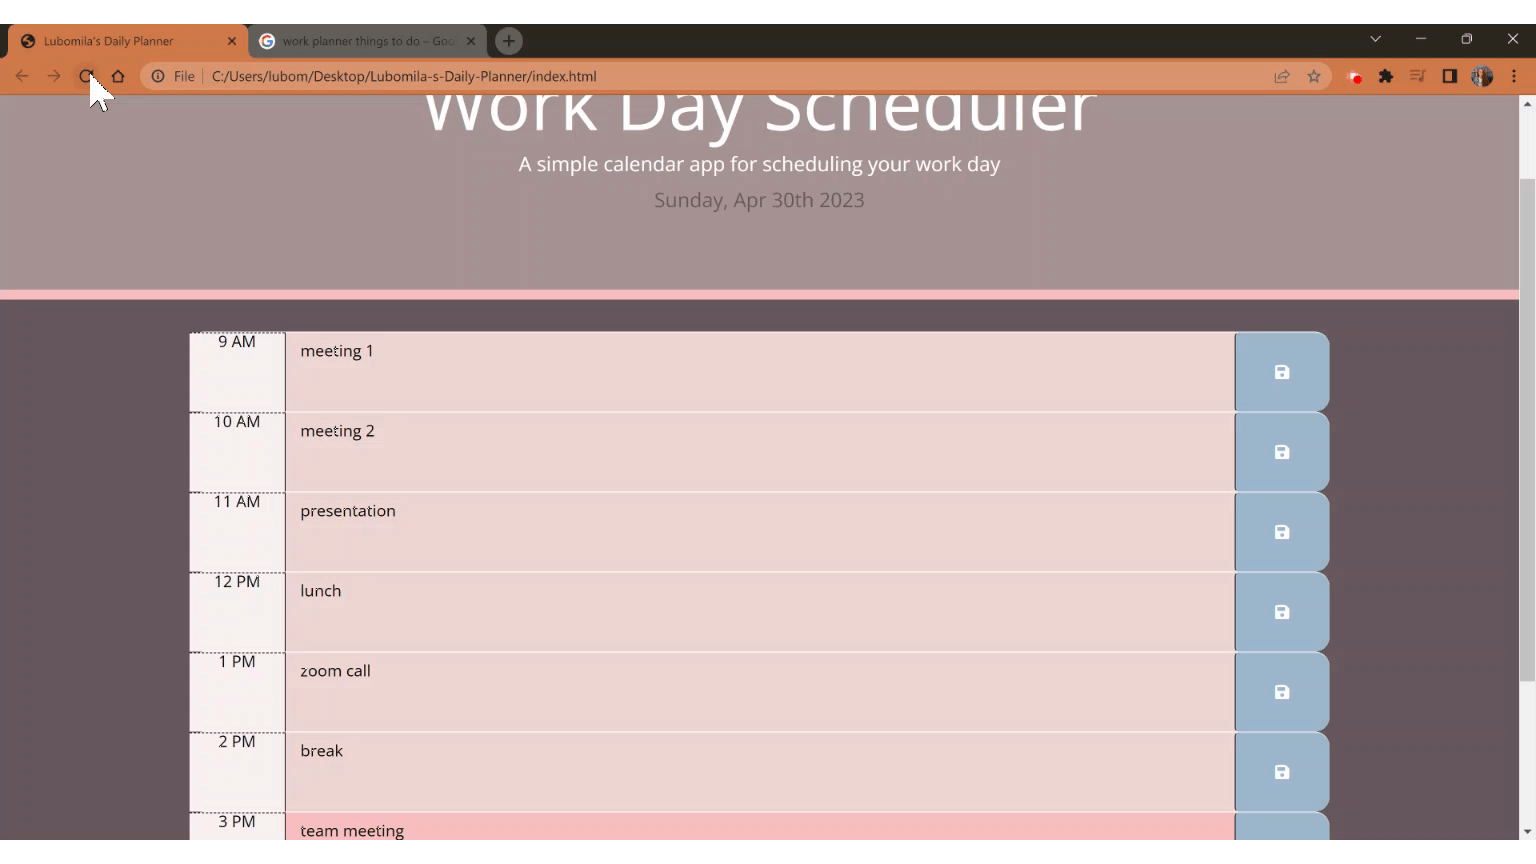 Lubomila's Daily Planner
work planner things to do – Goo
File
C:/Users/lubom/Desktop/Lubomila-s-Daily-Planner/index.html
Work Day Scheduler
A simple calendar app for scheduling your work day
Sunday, Apr 30th 2023
9 AM
meeting 1
10 AM
meeting 2
11 AM
presentation
12 PM
lunch
1 PM
zoom call
2 PM
break
3 PM
team meeting